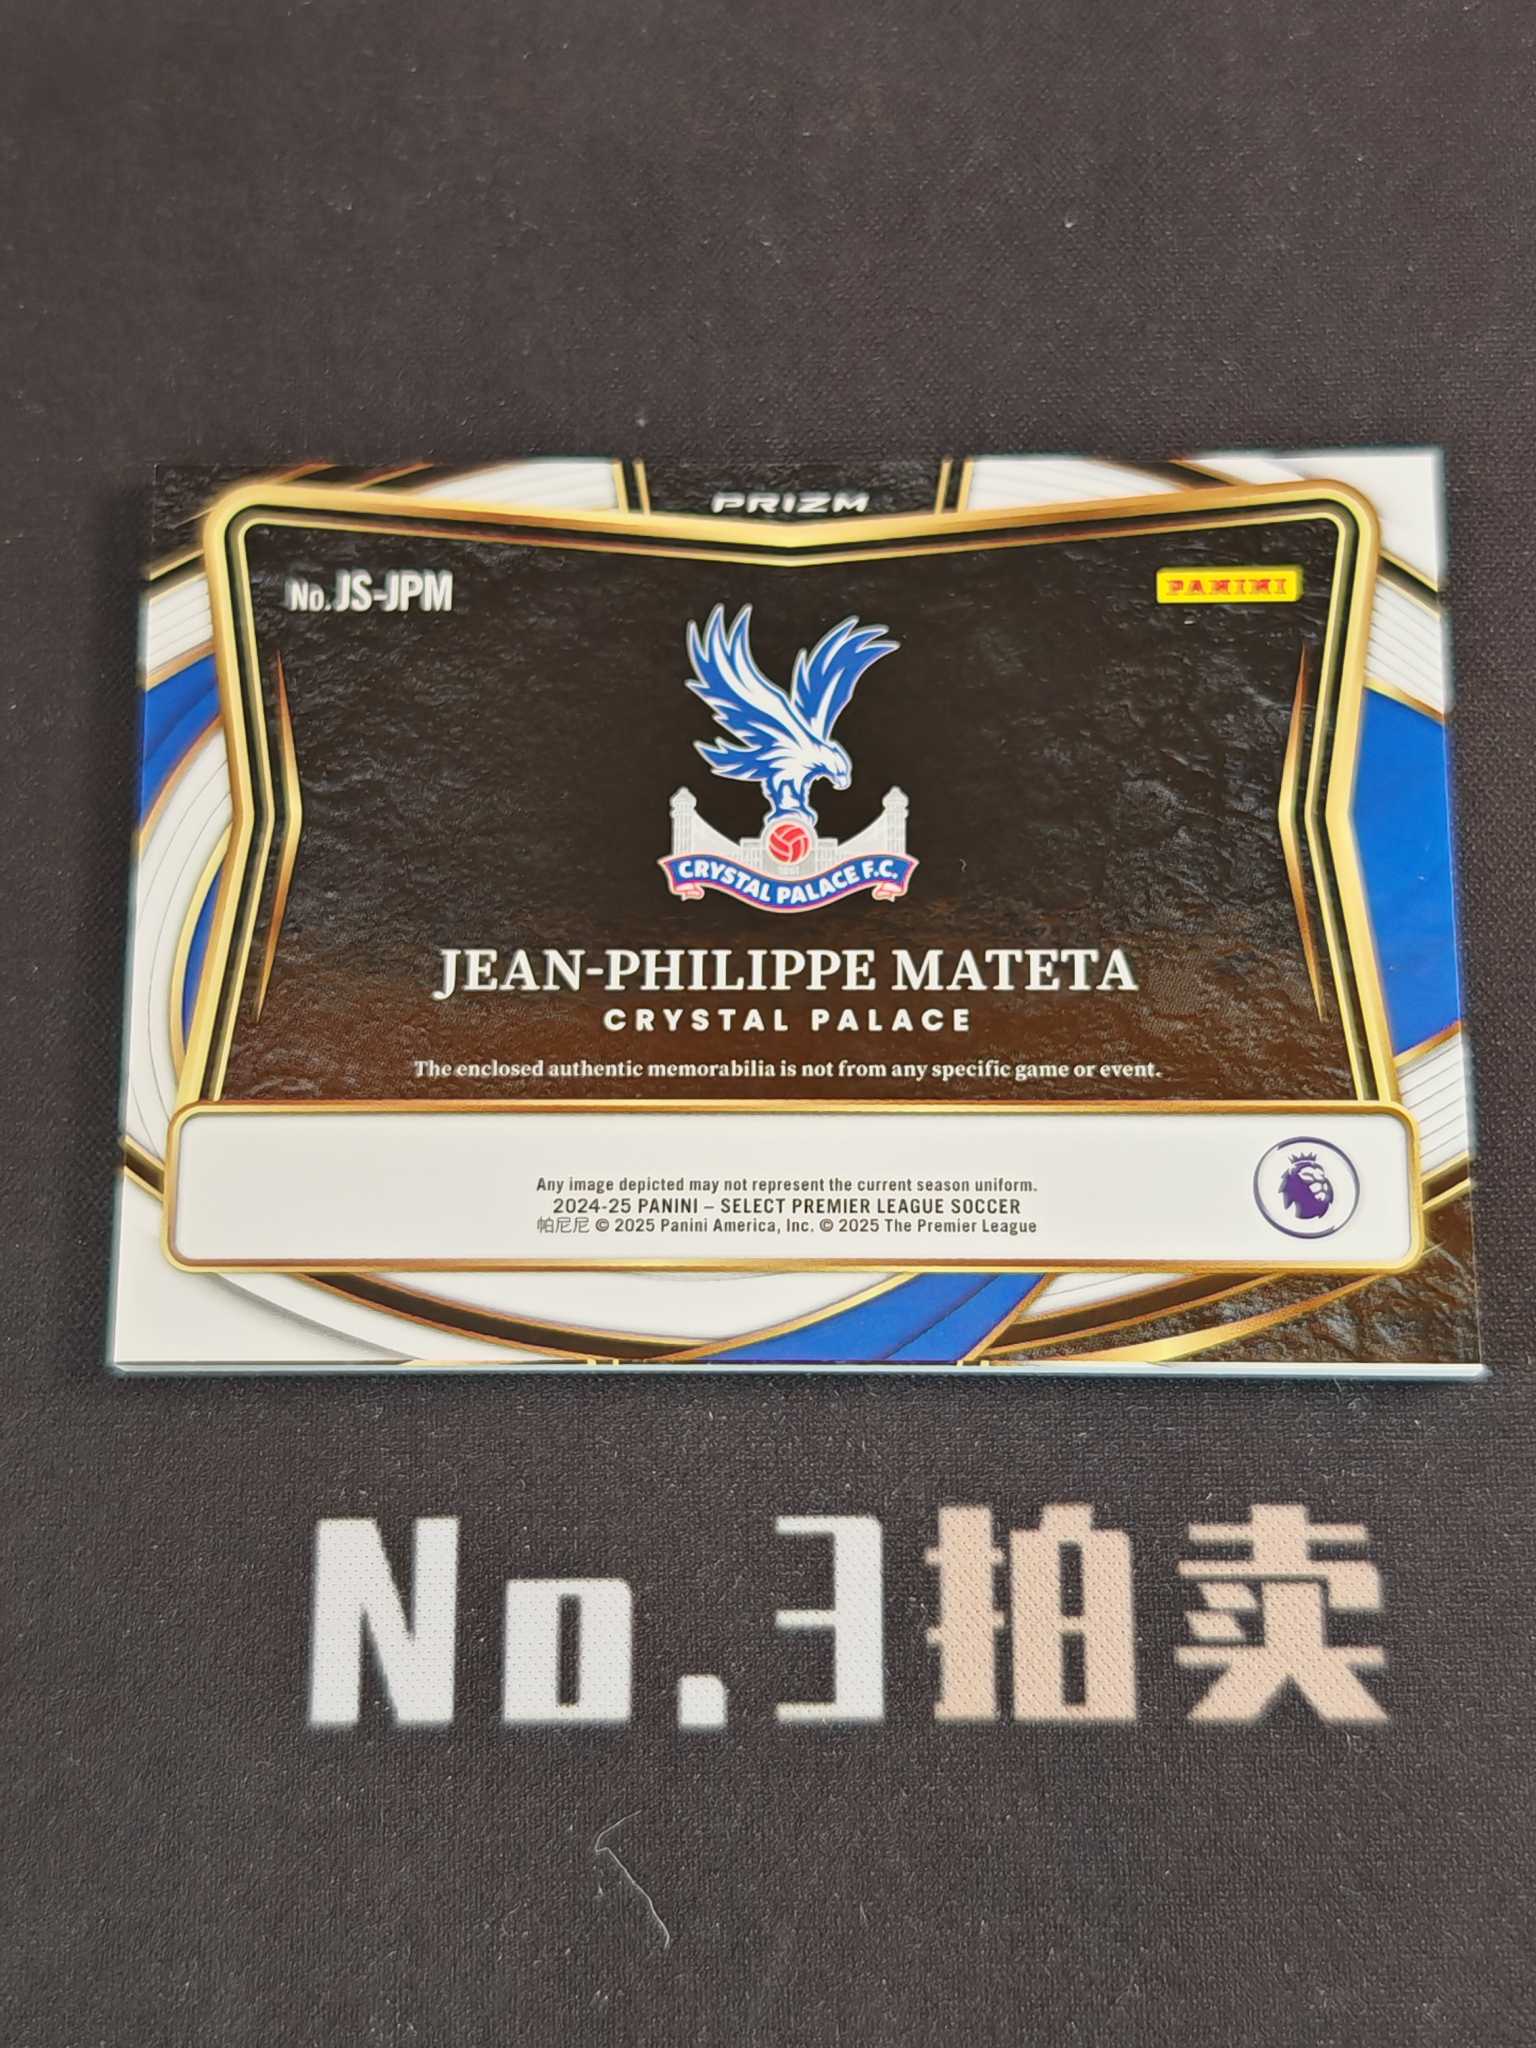 PRIZM
No. JS-JPM
PANINI
CRYSTAL PALACE F.C.
JEAN-PHILIPPE MATETA
CRYSTAL PALACE
The enclosed authentic memorabilia is not from any specific game or event.
Any image depicted may not represent the current season uniform.
2024-25 PANINI – SELECT PREMIER LEAGUE SOCCER
帕尼尼 © 2025 Panini America, Inc. © 2025 The Premier League
No.3拍卖